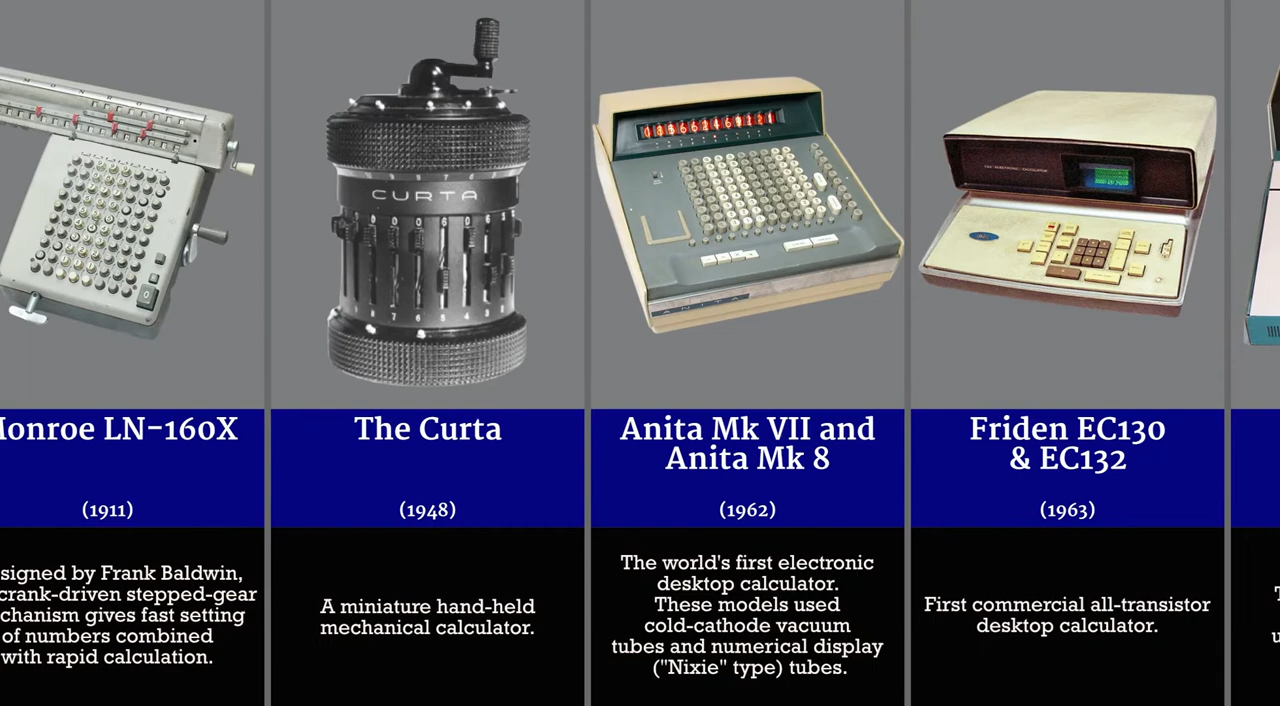 CURTA
ANITA
onroe LN-160X
(1911)
signed by Frank Baldwin,
crank-driven stepped-gear
chanism gives fast setting
of numbers combined
with rapid calculation.
The Curta
(1948)
A miniature hand-held
mechanical calculator.
Anita Mk VII and
Anita Mk 8
(1962)
The world's first electronic
desktop calculator.
These models used
cold-cathode vacuum
tubes and numerical display
("Nixie" type) tubes.
Friden EC130
& EC132
(1963)
First commercial all-transistor
desktop calculator.